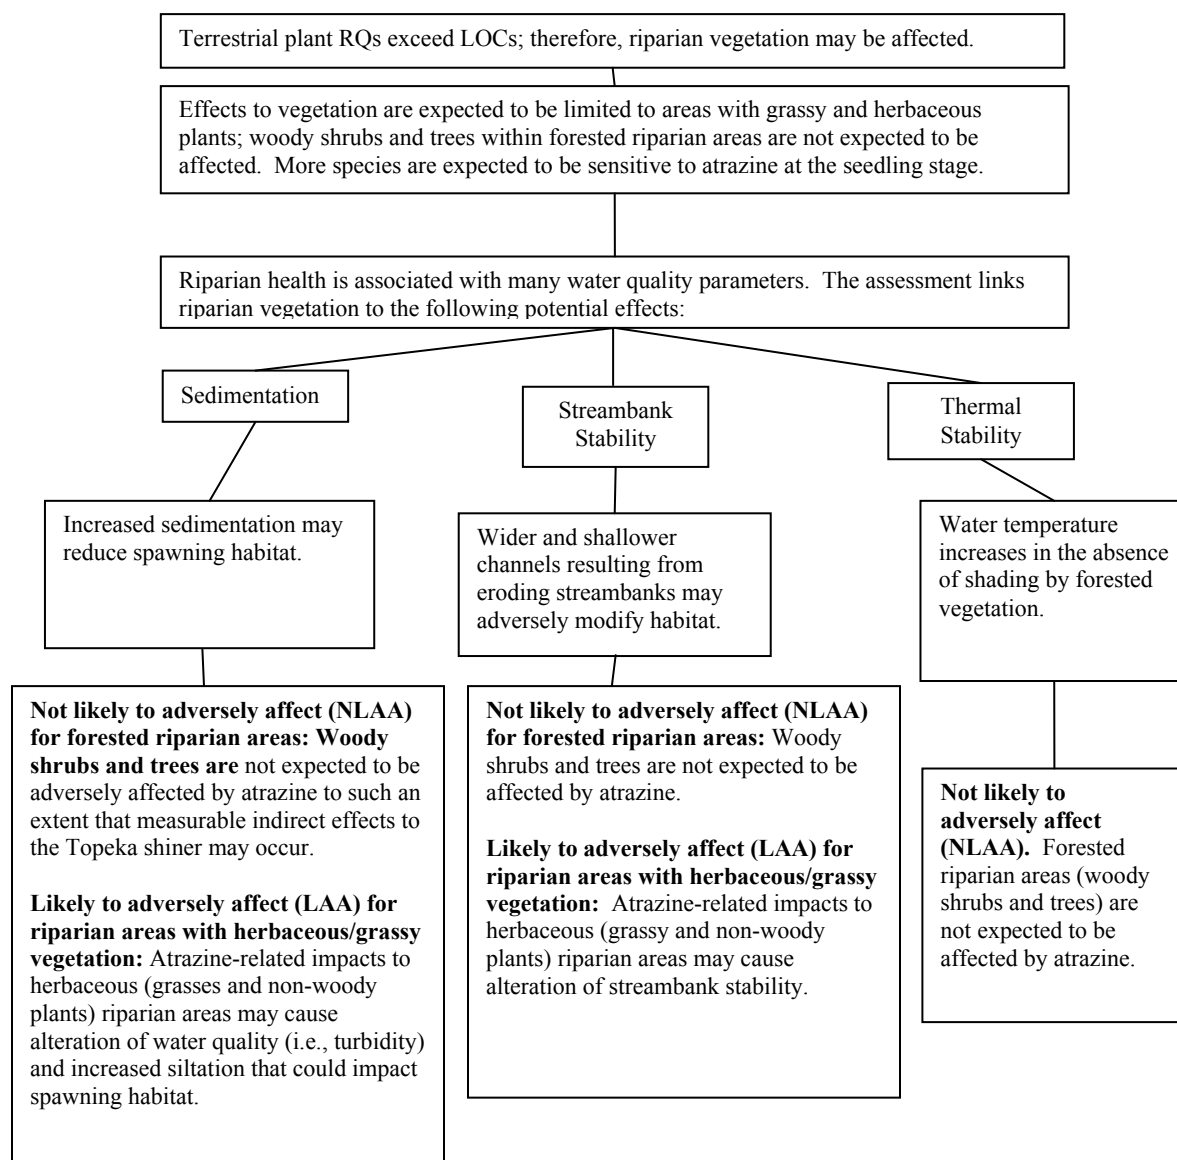 Terrestrial plant RQs exceed LOCs; therefore, riparian vegetation may be affected.
Effects to vegetation are expected to be limited to areas with grassy and herbaceous
plants; woody shrubs and trees within forested riparian areas are not expected to be
affected.  More species are expected to be sensitive to atrazine at the seedling stage.
Riparian health is associated with many water quality parameters.  The assessment links
riparian vegetation to the following potential effects:
Sedimentation
Streambank
Stability
Thermal
Stability
Increased sedimentation may
reduce spawning habitat.
Wider and shallower
channels resulting from
eroding streambanks may
adversely modify habitat.
Water temperature
increases in the absence
of shading by forested
vegetation.
Not likely to adversely affect (NLAA)
for forested riparian areas: Woody
shrubs and trees are not expected to be
adversely affected by atrazine to such an
extent that measurable indirect effects to
the Topeka shiner may occur.
Likely to adversely affect (LAA) for
riparian areas with herbaceous/grassy
vegetation: Atrazine-related impacts to
herbaceous (grasses and non-woody
plants) riparian areas may cause
alteration of water quality (i.e., turbidity)
and increased siltation that could impact
spawning habitat.
Not likely to adversely affect (NLAA)
for forested riparian areas: Woody
shrubs and trees are not expected to be
affected by atrazine.
Likely to adversely affect (LAA) for
riparian areas with herbaceous/grassy
vegetation:  Atrazine-related impacts to
herbaceous (grassy and non-woody
plants) riparian areas may cause
alteration of streambank stability.
Not likely to
adversely affect
(NLAA).  Forested
riparian areas (woody
shrubs and trees) are
not expected to be
affected by atrazine.